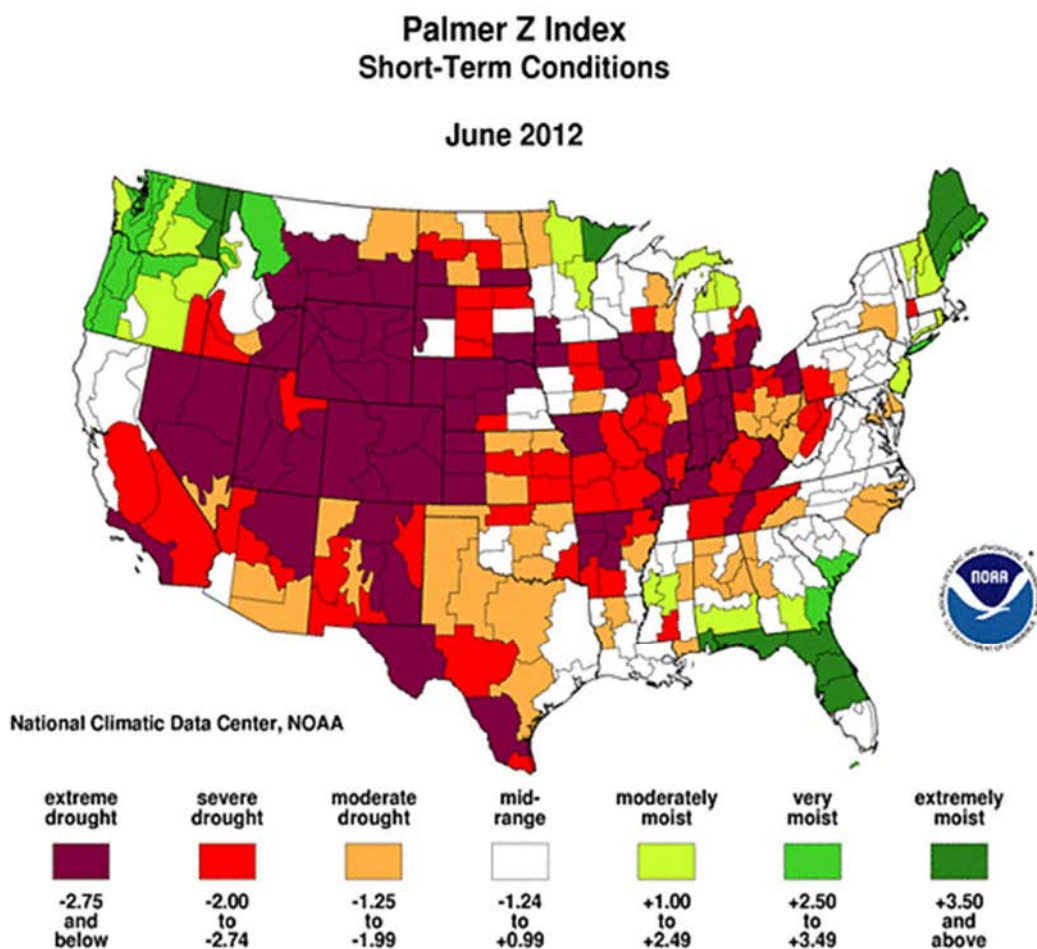 Palmer Z Index
Short-Term Conditions
June 2012
NOAA
National Climatic Data Center, NOAA
extreme drought
severe drought
moderate drought
mid-range
moderately moist
very moist
extremely moist
-2.75 and below
-2.00 to -2.74
-1.25 to -1.99
-1.24 to +0.99
+1.00 to +2.49
+2.50 to +3.49
+3.50 and above